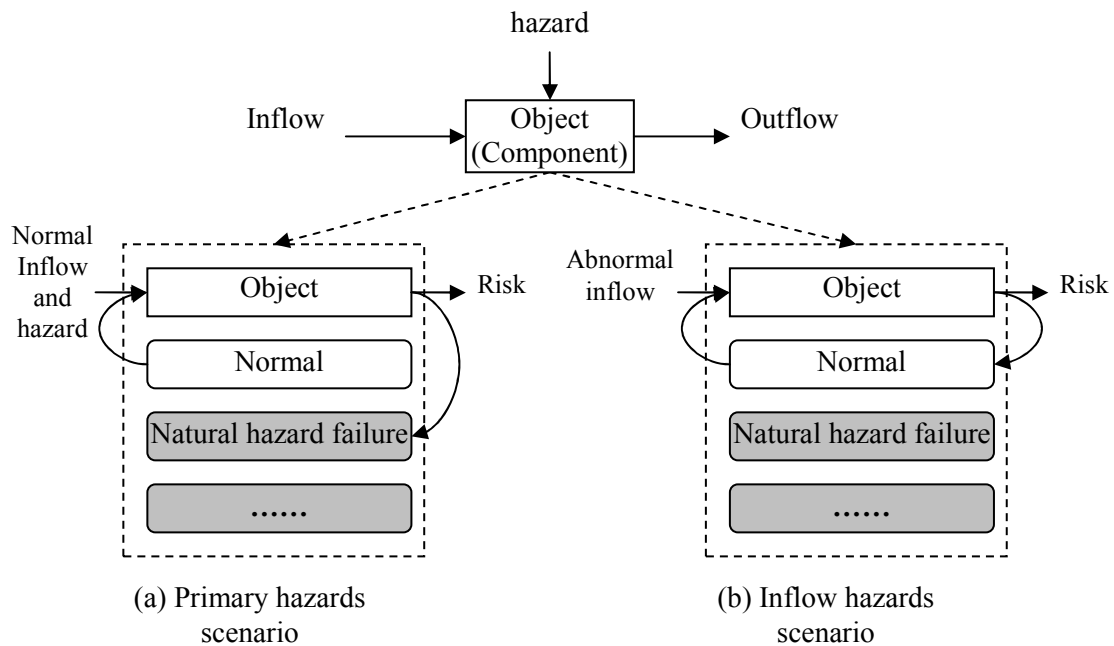 hazard
Inflow
Object
(Component)
Outflow
Normal
Inflow
and
hazard
Object
Risk
Normal
Natural hazard failure
......
(a) Primary hazards
scenario
Abnormal
inflow
Object
Risk
Normal
Natural hazard failure
......
(b) Inflow hazards
scenario